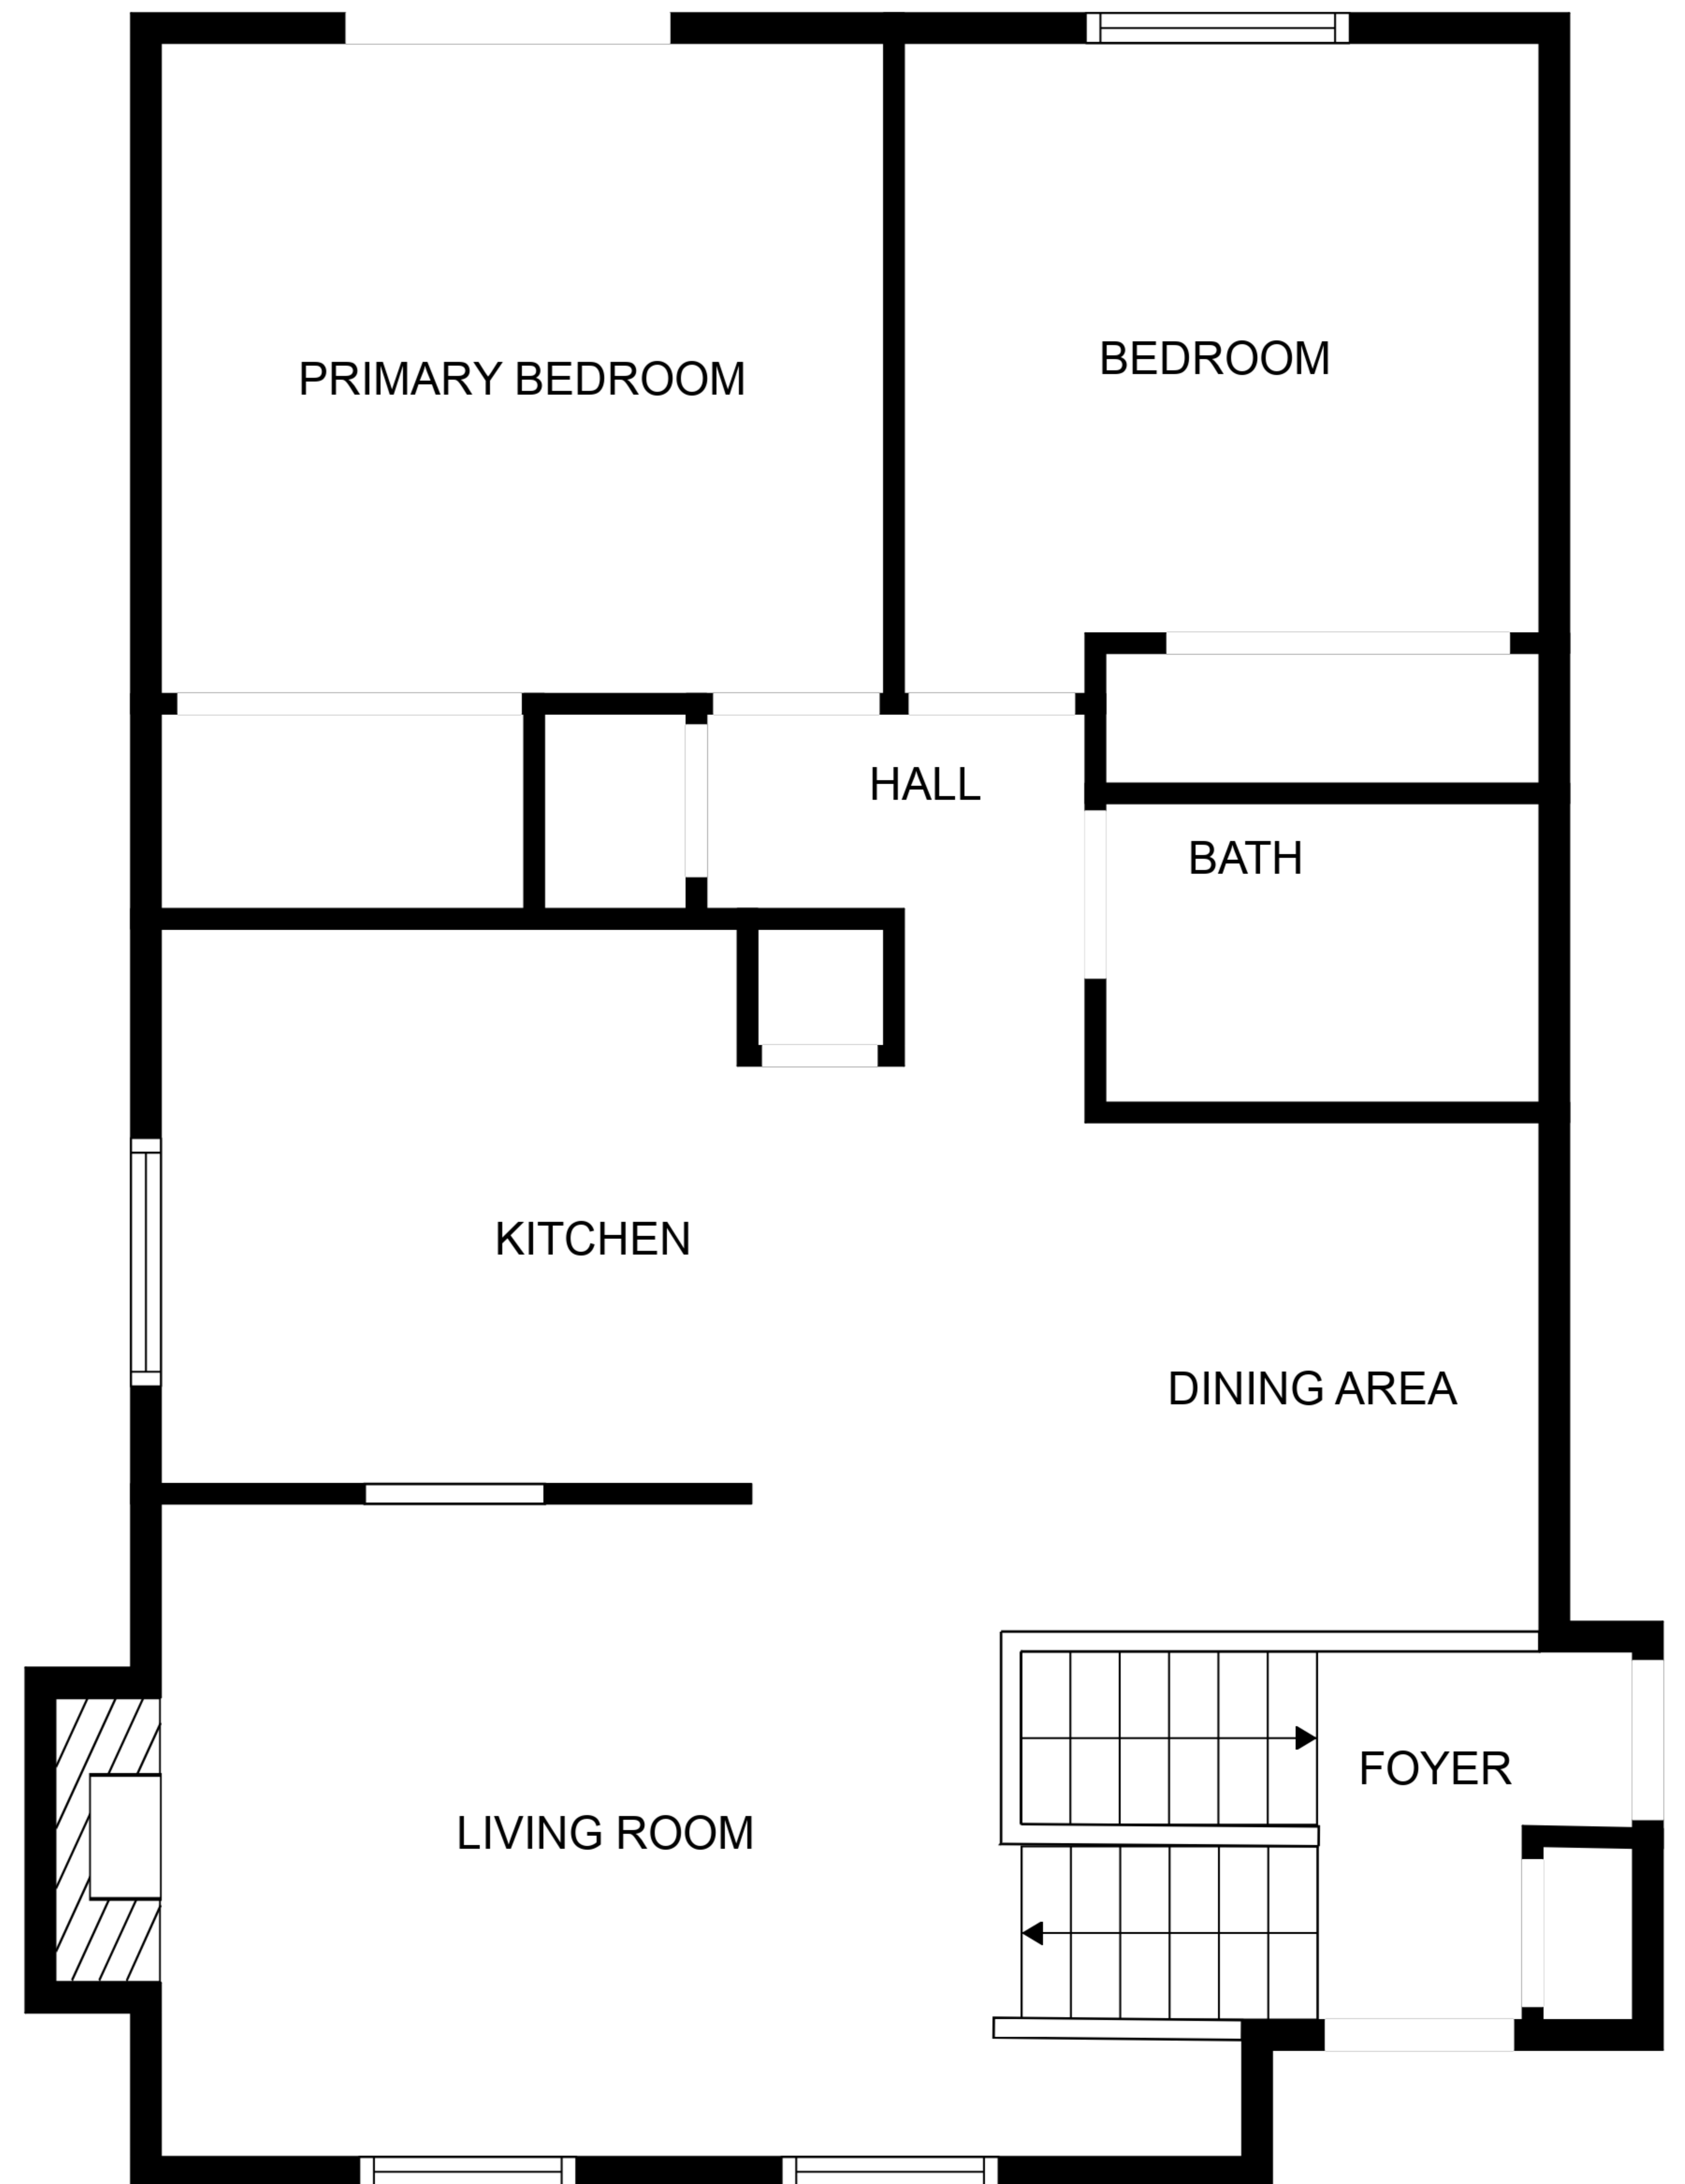 BEDROOM
PRIMARY BEDROOM
HALL
BATH
KITCHEN
DINING AREA
FOYER
LIVING ROOM